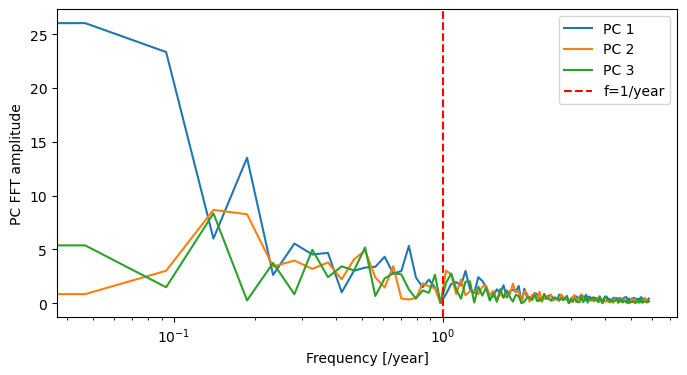 PC FFT amplitude
25
20
15
10
5
0
PC 1
PC 2
PC 3
f=1/year
10⁻¹
10⁰
Frequency [/year]